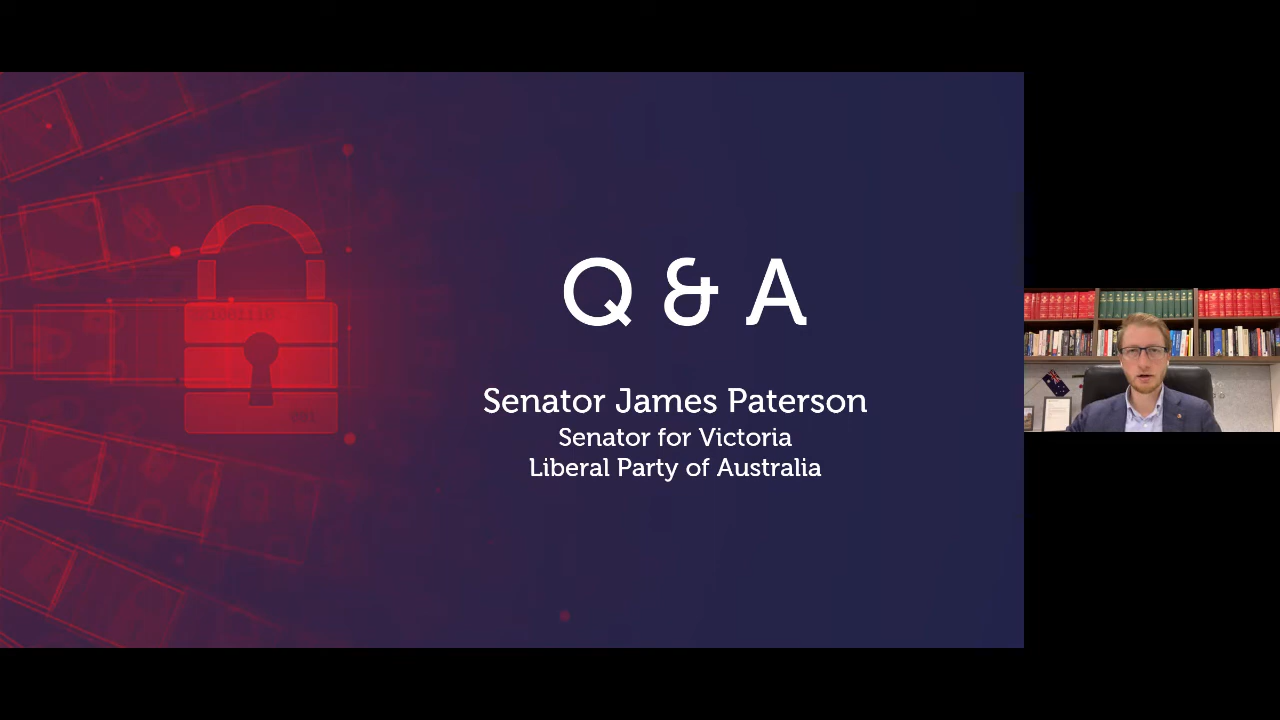 Q & A
Senator James Paterson
Senator for Victoria
Liberal Party of Australia